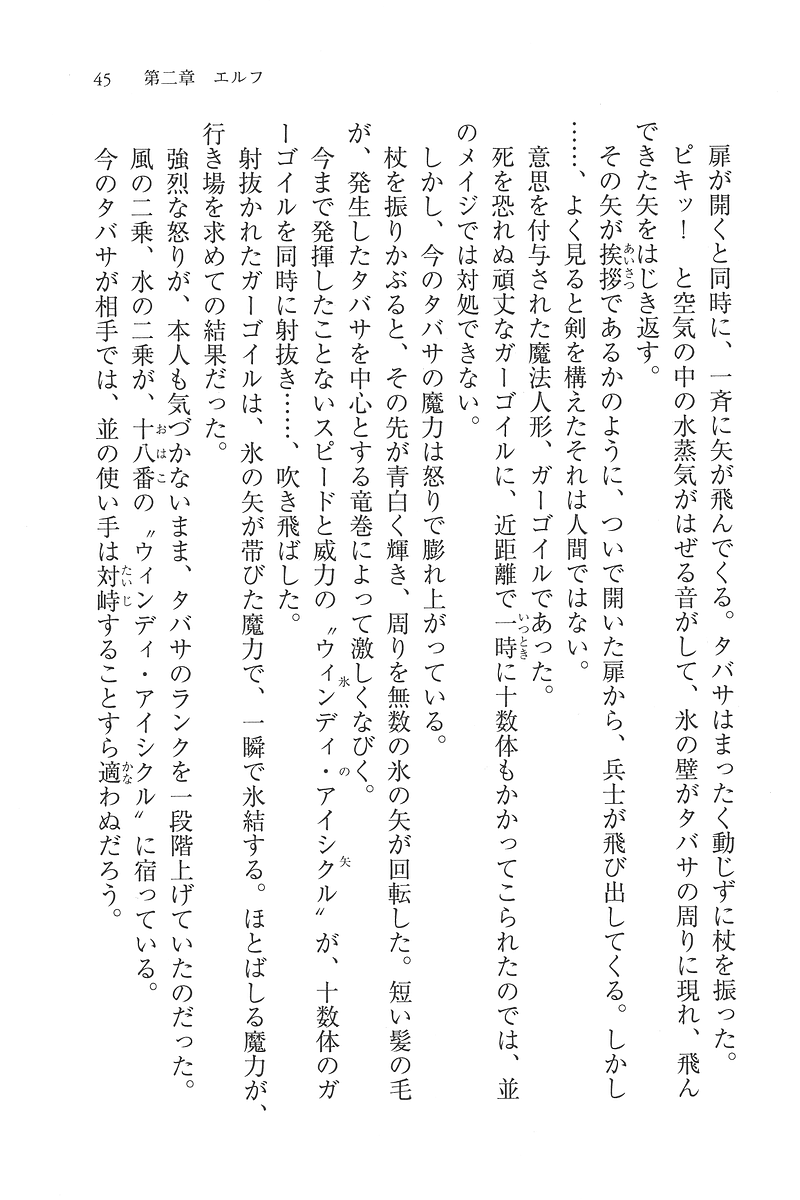 45　第二章　エルフ
　扉が開くと同時に、一斉に矢が飛んでくる。タバサはまったく動じずに杖を振った。
　ピキッ！　と空気の中の水蒸気がはぜる音がして、氷の壁がタバサの周りに現れ、飛ん
できた矢をはじき返す。
　その矢が挨拶であるかのように、ついで開いた扉から、兵士が飛び出してくる。しかし
……、よく見ると剣を構えたそれは人間ではない。
　意思を付与された魔法人形、ガーゴイルであった。
　死を恐れぬ頑丈なガーゴイルに、近距離で一時に十数体もかかってこられたのでは、並
のメイジでは対処できない。
　しかし、今のタバサの魔力は怒りで膨れ上がっている。
　杖を振りかぶると、その先が青白く輝き、周りを無数の氷の矢が回転した。短い髪の毛
が、発生したタバサを中心とする竜巻によって激しくなびく。
　今まで発揮したことないスピードと威力の〝ウィンディ・アイシクル〟が、十数体のガ
ーゴイルを同時に射抜き……、吹き飛ばした。
　射抜かれたガーゴイルは、氷の矢が帯びた魔力で、一瞬で氷結する。ほとばしる魔力が、
行き場を求めての結果だった。
　強烈な怒りが、本人も気づかないまま、タバサのランクを一段階上げていたのだった。
　風の二乗、水の二乗が、十八番の〝ウィンディ・アイシクル〟に宿っている。
　今のタバサが相手では、並の使い手は対峙することすら適わぬだろう。
あいさつ
いつとき
氷の矢
おはこ
たいじ
かな